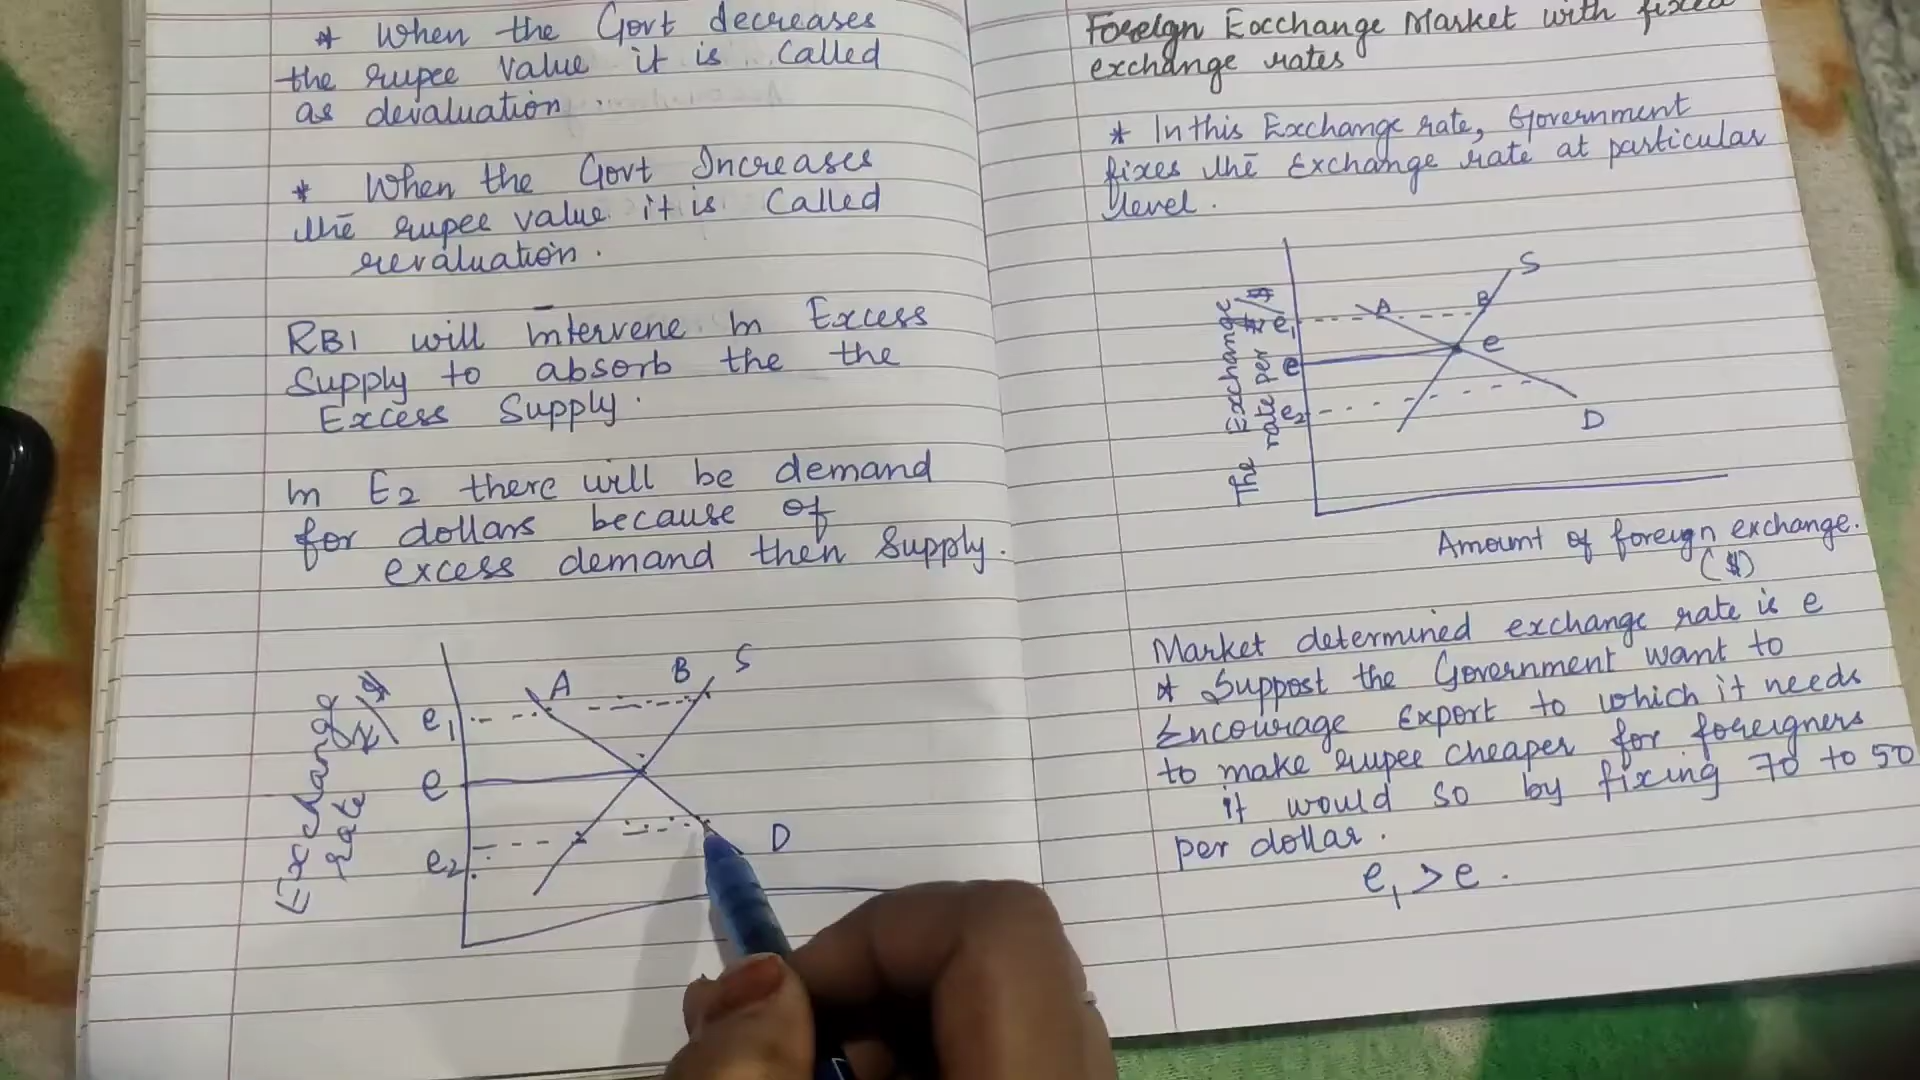 * When the Govt decreases
the rupee value it is called
as devaluation.
* When the Govt Increases
the rupee value it is called
revaluation.
RBI will Intervene In Excess
Supply to absorb the the
Excess Supply.
In E2 there will be demand
for dollars because of
excess demand then Supply.
Exchange
rate
A
B
S
e1
e
e2
D
Foreign Excchange Market with fixed
exchange rates
* In this Exchange rate, Government
fixes the Exchange rate at particular
level.
The Exchange
rate per
S
A
B
e1
e
e
e2
D
Amount of foreign exchange.
($)
Market determined exchange rate is e
* Suppost the Government want to
Encourage Export to which it needs
to make rupee cheaper for foreigners
it would so by fixing 70 to 50
per dollar.
e1 > e.